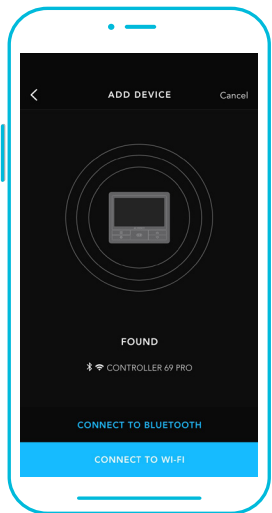 ADD DEVICE Cancel
FOUND
CONTROLLER 69 PRO
CONNECT TO BLUETOOTH
CONNECT TO WI-FI